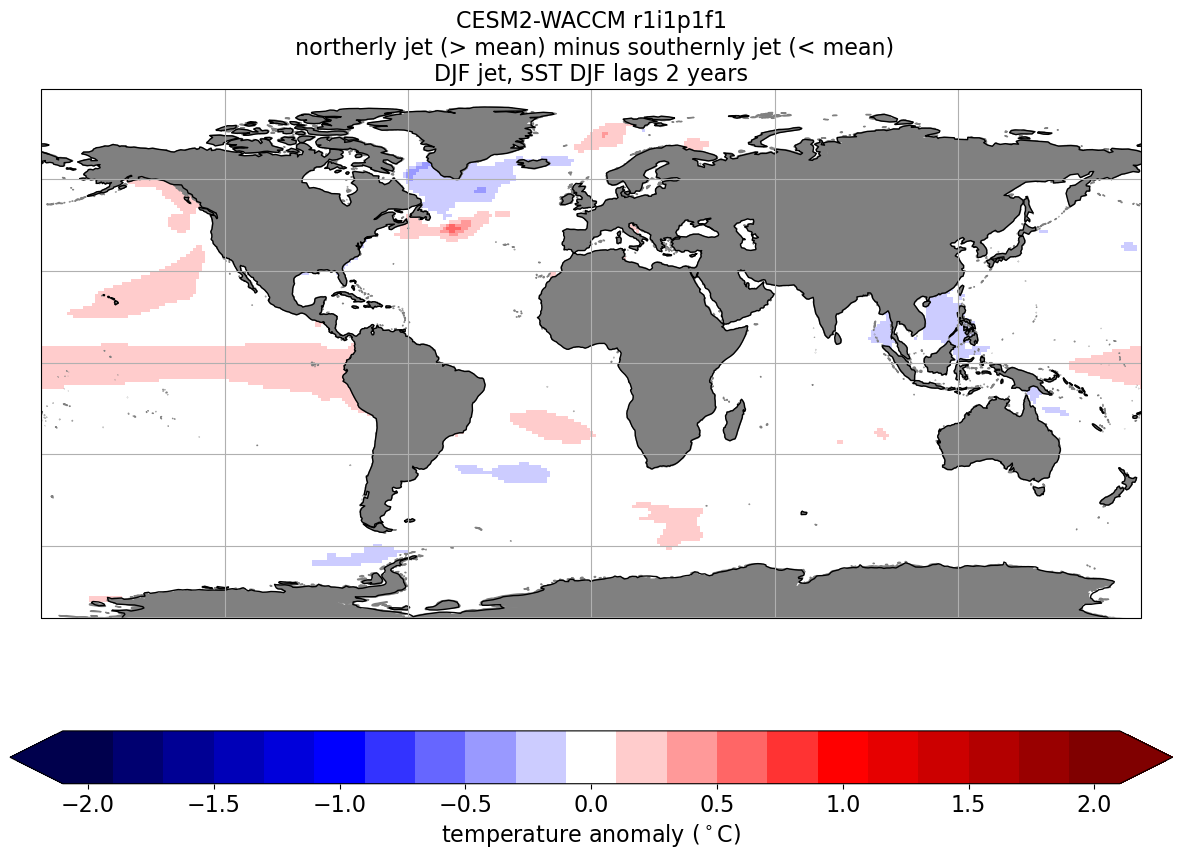 CESM2-WACCM r1i1p1f1
northerly jet (> mean) minus southernly jet (< mean)
DJF jet, SST DJF lags 2 years
−2.0 −1.5 −1.0 −0.5 0.0 0.5 1.0 1.5 2.0
temperature anomaly (°C)